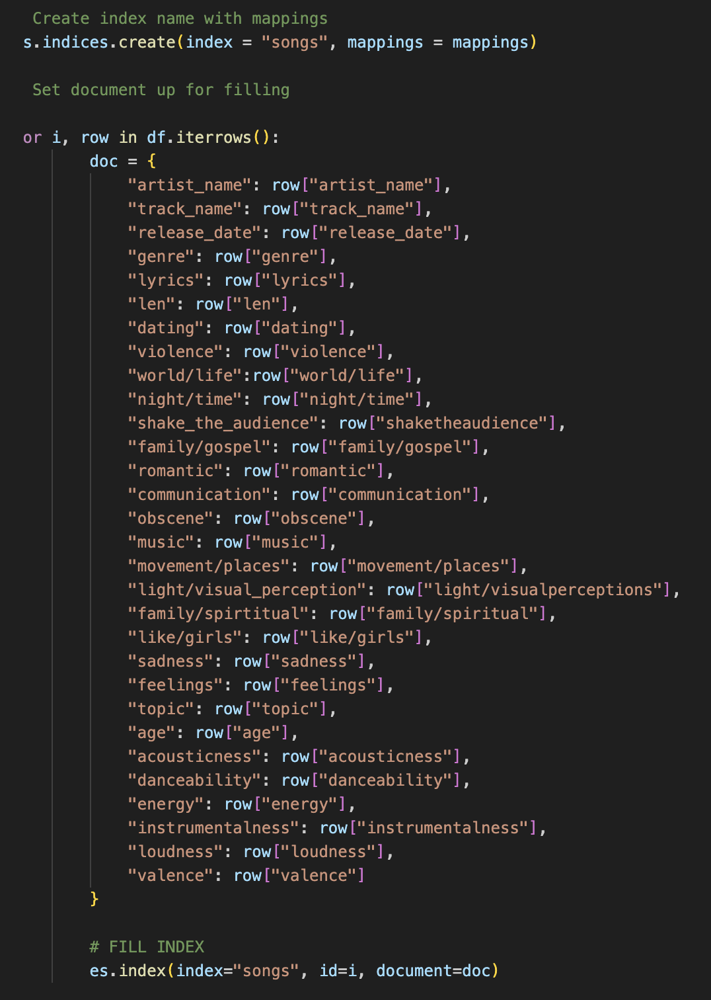 Create index name with mappings
s.indices.create(index = "songs", mappings = mappings)
Set document up for filling
or i, row in df.iterrows():
doc = {
"artist_name": row["artist_name"],
"track_name": row["track_name"],
"release_date": row["release_date"],
"genre": row["genre"],
"lyrics": row["lyrics"],
"len": row["len"],
"dating": row["dating"],
"violence": row["violence"],
"world/life":row["world/life"],
"night/time": row["night/time"],
"shake_the_audience": row["shaketheaudience"],
"family/gospel": row["family/gospel"],
"romantic": row["romantic"],
"communication": row["communication"],
"obscene": row["obscene"],
"music": row["music"],
"movement/places": row["movement/places"],
"light/visual_perception": row["light/visualperceptions"],
"family/spirtitual": row["family/spiritual"],
"like/girls": row["like/girls"],
"sadness": row["sadness"],
"feelings": row["feelings"],
"topic": row["topic"],
"age": row["age"],
"acousticness": row["acousticness"],
"danceability": row["danceability"],
"energy": row["energy"],
"instrumentalness": row["instrumentalness"],
"loudness": row["loudness"],
"valence": row["valence"]
}
# FILL INDEX
es.index(index="songs", id=i, document=doc)